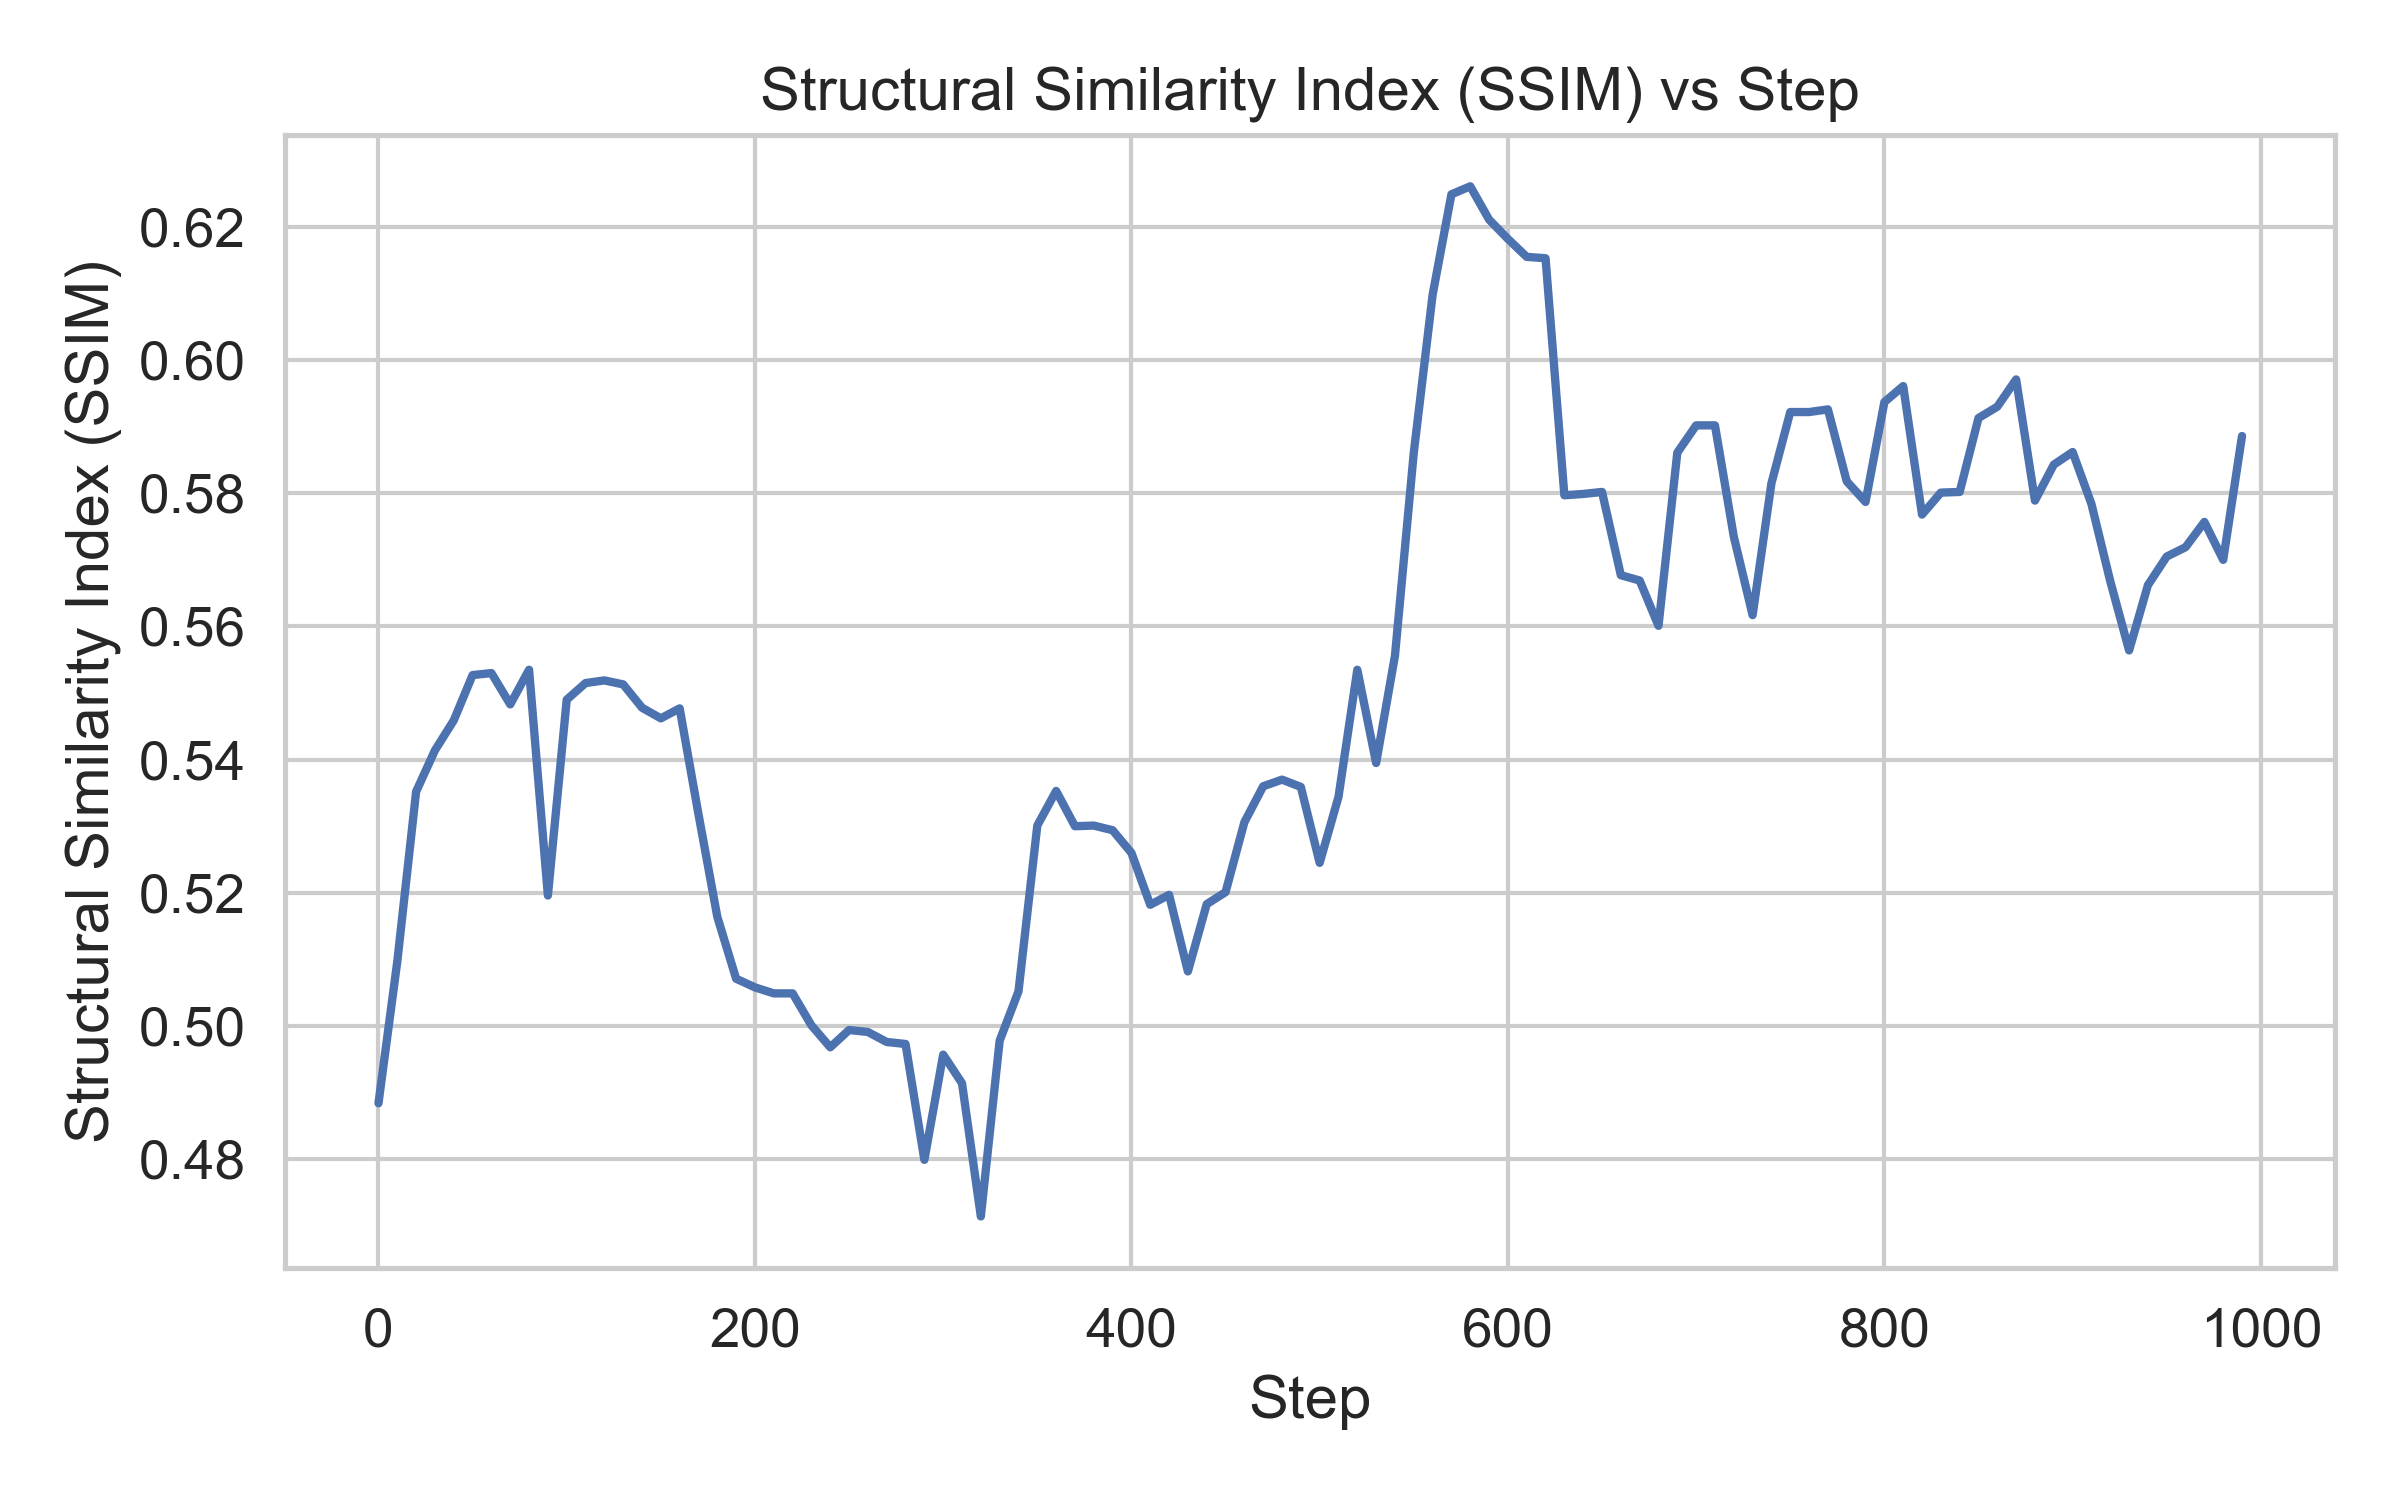 Structural Similarity Index (SSIM) vs Step
Structural Similarity Index (SSIM)
0.62
0.60
0.58
0.56
0.54
0.52
0.50
0.48
0 200 400 600 800 1000
Step